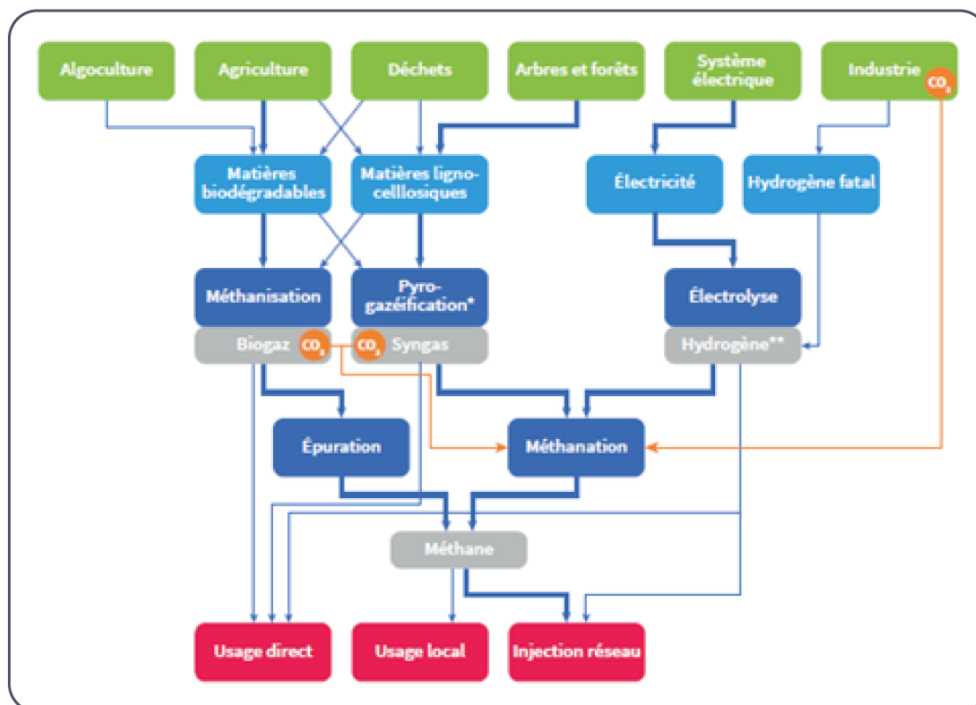 Algoculture
Agriculture
Déchets
Arbres et forêts
Système
électrique
Industrie
CO₂
Matières
biodégradables
Matières ligno-
celllosiques
Électricité
Hydrogène fatal
Méthanisation
Pyro-
gazéification*
Électrolyse
Biogaz CO₂
CO₂ Syngas
Hydrogène**
Épuration
Méthanation
Méthane
Usage direct
Usage local
Injection réseau